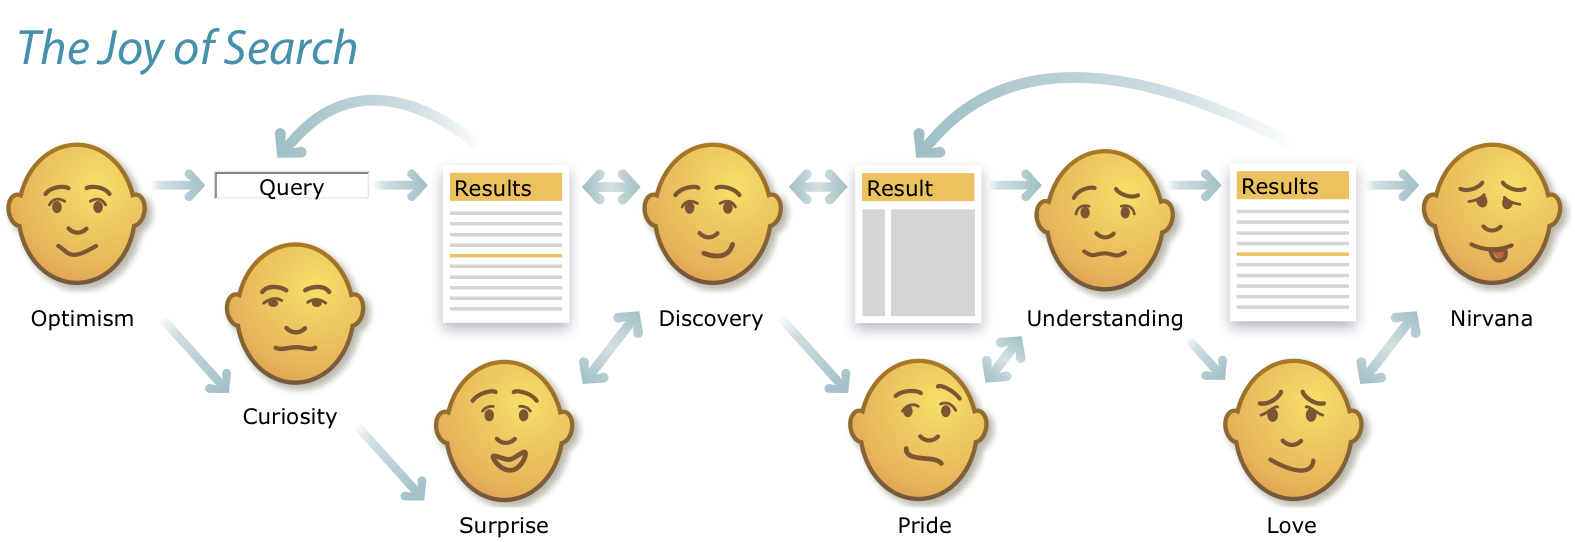 The Joy of Search
Query
Results
Result
Results
Optimism
Discovery
Understanding
Nirvana
Curiosity
Surprise
Pride
Love